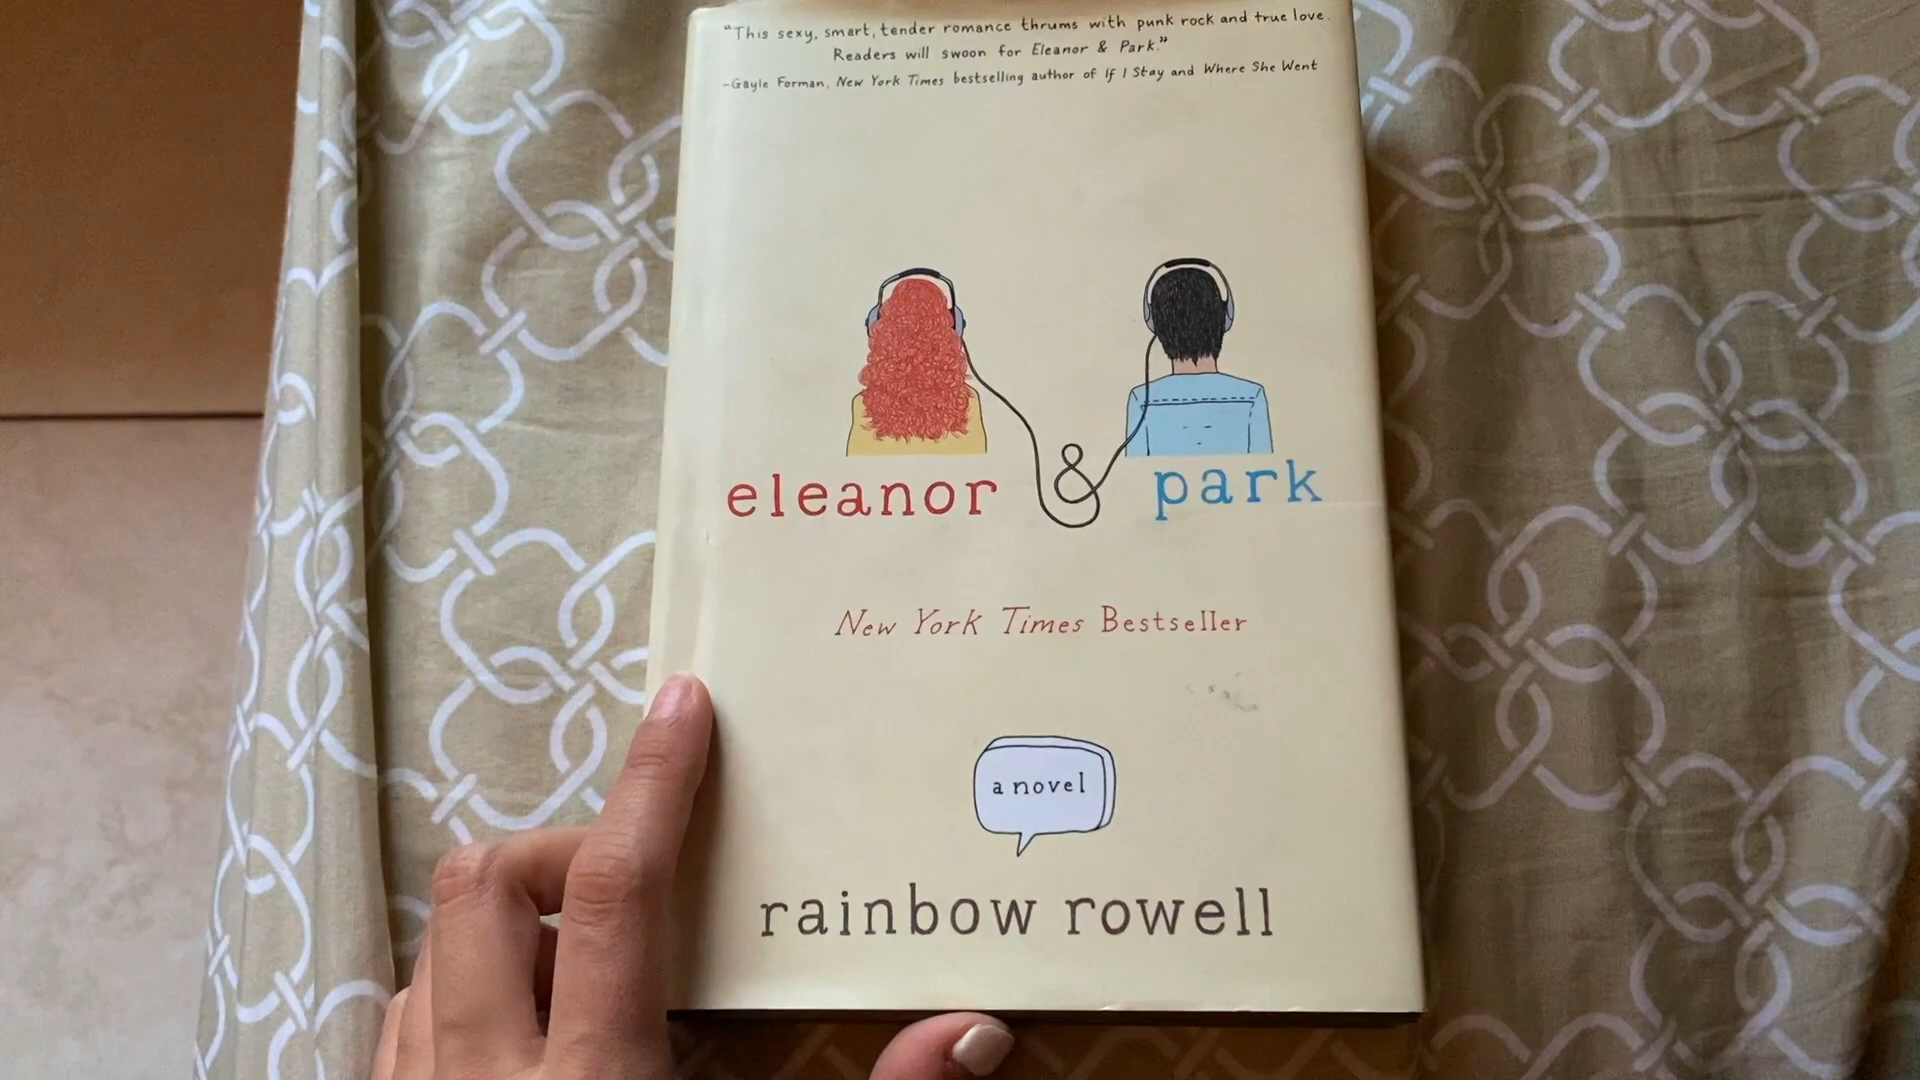 "This sexy, smart, tender romance thrums with punk rock and true love.
Readers will swoon for Eleanor & Park."
-Gayle Forman, New York Times bestselling author of If I Stay and Where She Went
eleanor & park
New York Times Bestseller
a novel
rainbow rowell